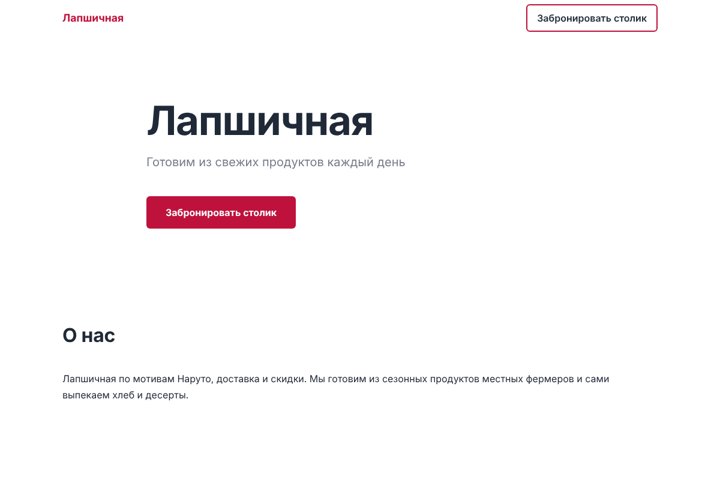 Лапшичная
Забронировать столик
Лапшичная
Готовим из свежих продуктов каждый день
Забронировать столик
О нас
Лапшичная по мотивам Наруто, доставка и скидки. Мы готовим из сезонных продуктов местных фермеров и сами
выпекаем хлеб и десерты.